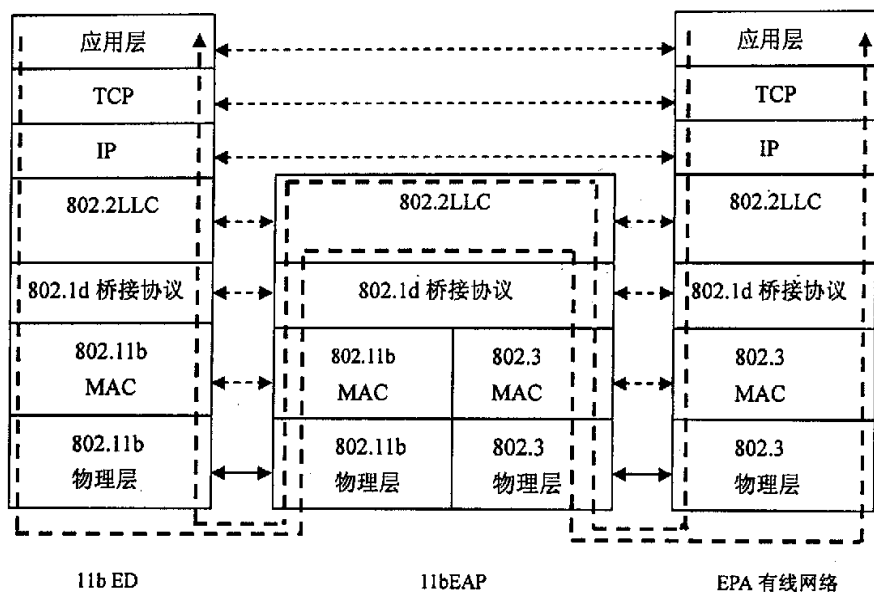 应用层
TCP
IP
802.2LLC
802.1d 桥接协议
802.11b
MAC
802.11b
物理层
11b ED
802.2LLC
802.1d 桥接协议
802.11b
MAC
802.3
MAC
802.11b
物理层
802.3
物理层
11bEAP
应用层
TCP
IP
802.2LLC
802.1d 桥接协议
802.3
MAC
802.3
物理层
EPA 有线网络